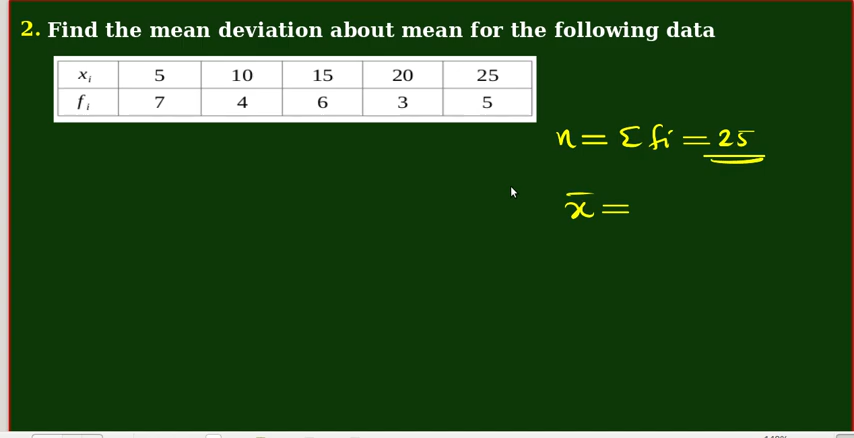 2. Find the mean deviation about mean for the following data
xᵢ 5 10 15 20 25
fᵢ 7 4 6 3 5
n = Σ fi = 25
x̄ =